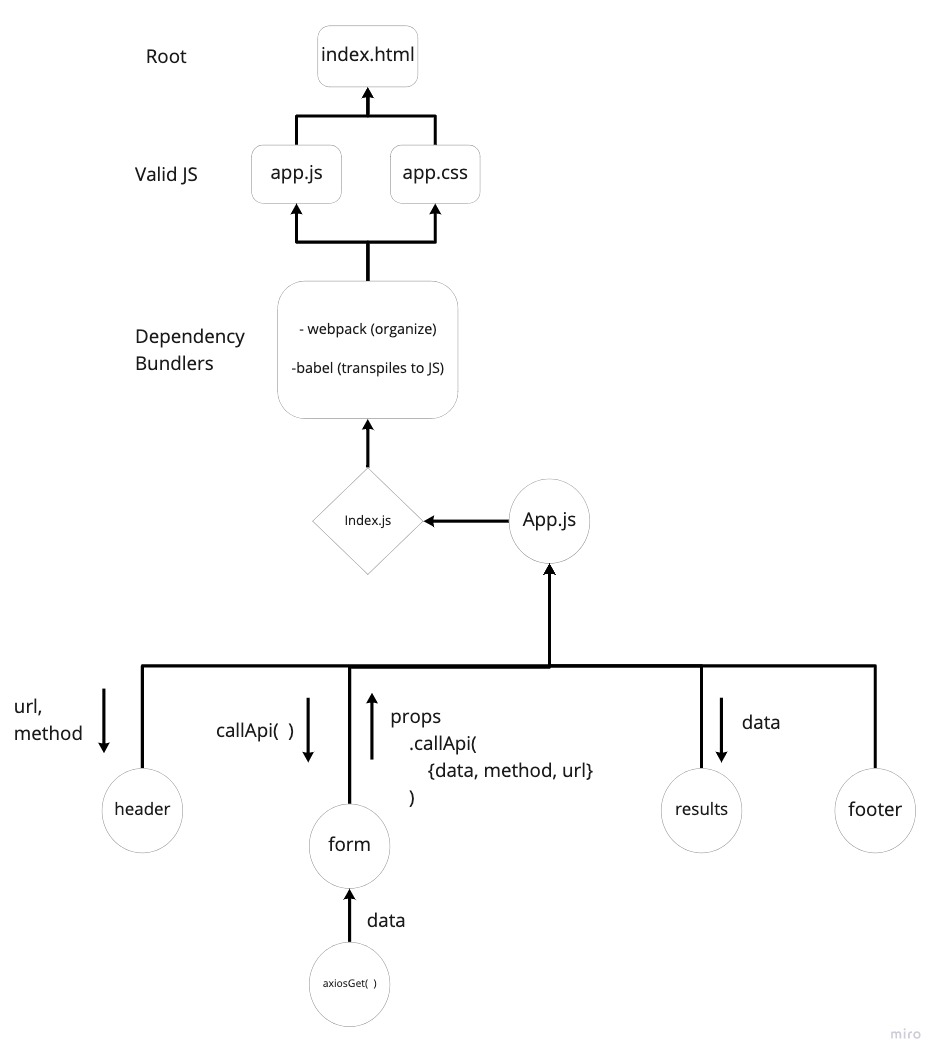 Root
index.html
Valid JS
app.js
app.css
Dependency
Bundlers
- webpack (organize)
-babel (transpiles to JS)
Index.js
App.js
url,
method
callApi( )
props
.callApi(
{data, method, url}
)
data
header
form
results
footer
data
axiosGet( )
miro